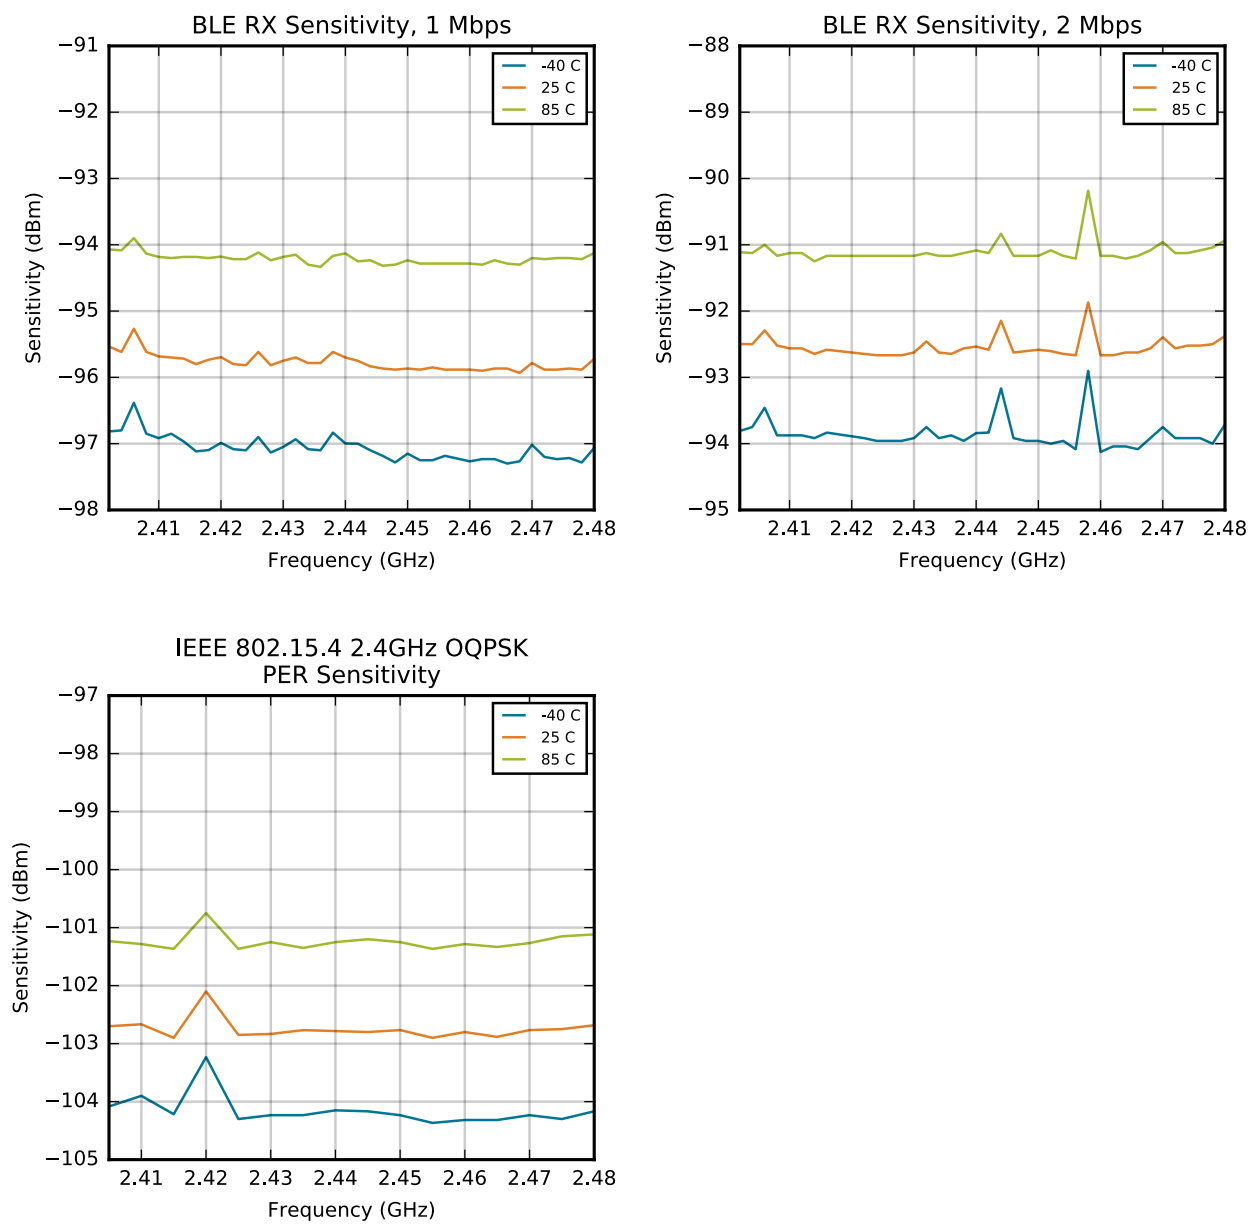 BLE RX Sensitivity, 1 Mbps
−91
−92
−93
−94
−95
−96
−97
−98
Sensitivity (dBm)
-40 C
25 C
85 C
2.41 2.42 2.43 2.44 2.45 2.46 2.47 2.48
Frequency (GHz)
BLE RX Sensitivity, 2 Mbps
−88
−89
−90
−91
−92
−93
−94
−95
Sensitivity (dBm)
-40 C
25 C
85 C
2.41 2.42 2.43 2.44 2.45 2.46 2.47 2.48
Frequency (GHz)
IEEE 802.15.4 2.4GHz OQPSK
PER Sensitivity
−97
−98
−99
−100
−101
−102
−103
−104
−105
Sensitivity (dBm)
-40 C
25 C
85 C
2.41 2.42 2.43 2.44 2.45 2.46 2.47 2.48
Frequency (GHz)